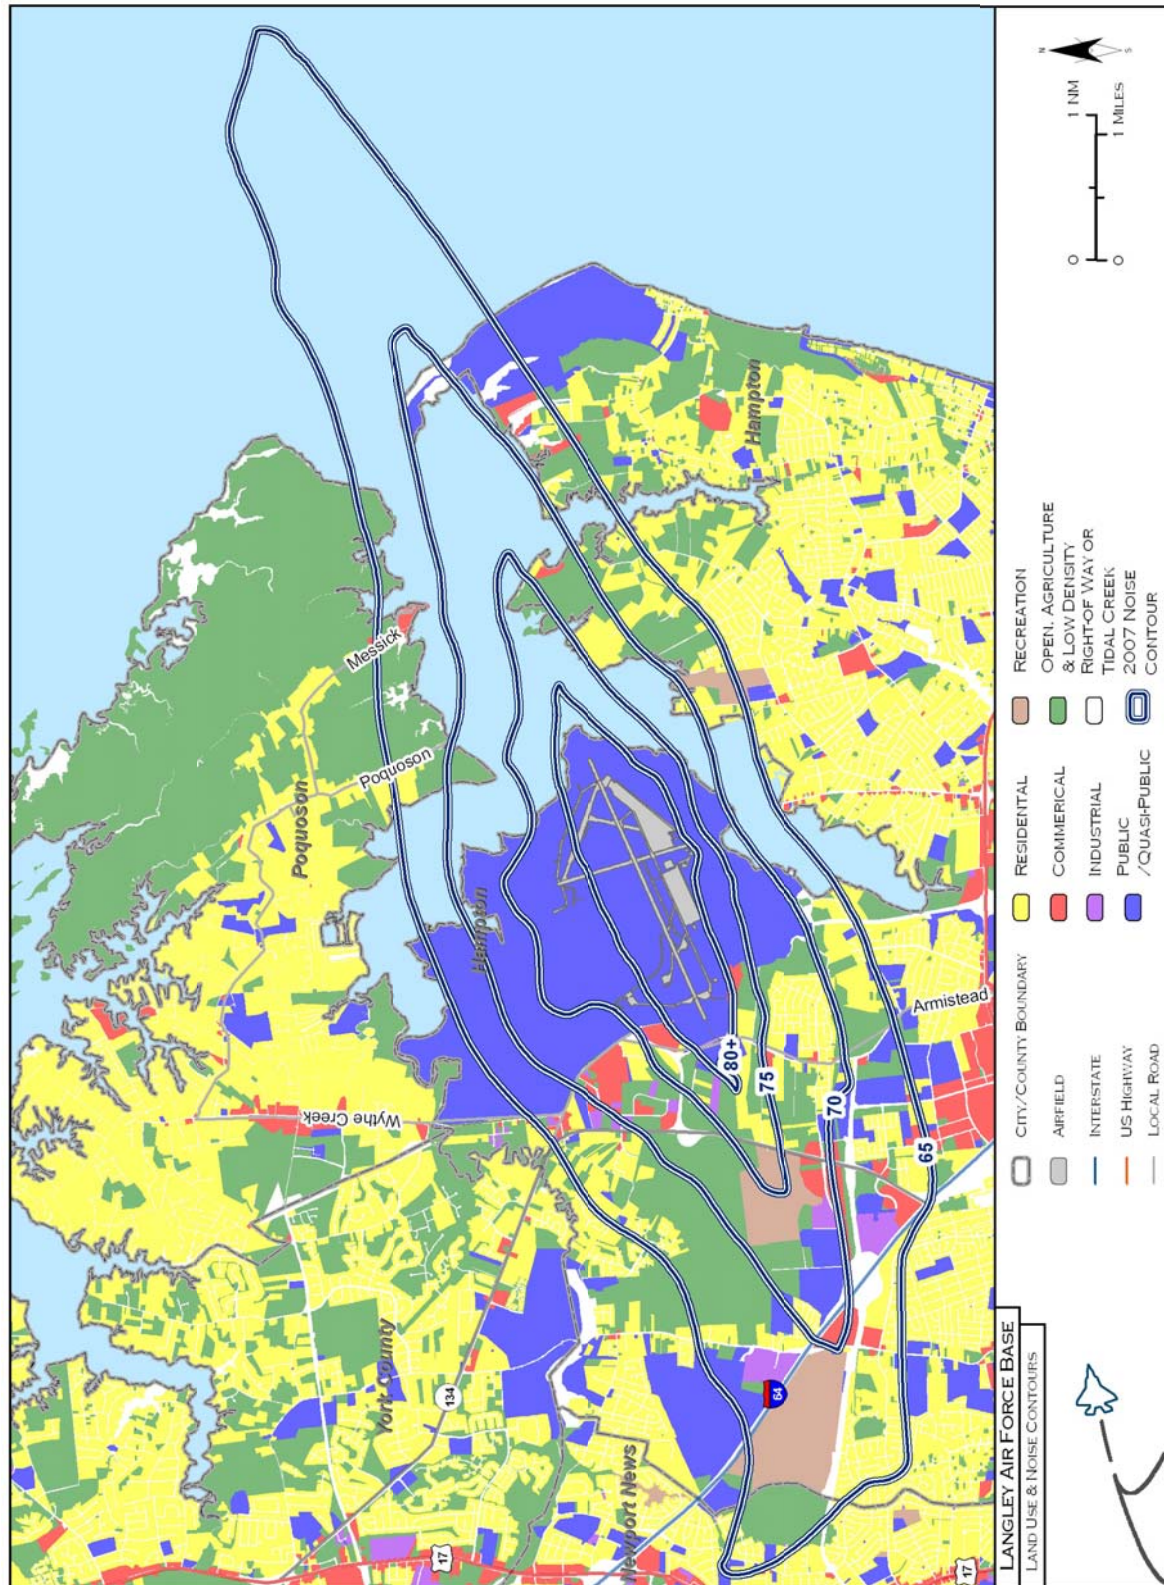 Messick
Poquoson
Poquoson
Hampton
Hampton
Wythe Creek
Armistead
York County
134
Newport News
64
17
17
80+
75
70
65
LANGLEY AIR FORCE BASE
LAND USE & NOISE CONTOURS
CITY/COUNTY BOUNDARY
AIRFIELD
INTERSTATE
US HIGHWAY
LOCAL ROAD
RESIDENTAL
COMMERICAL
INDUSTRIAL
PUBLIC
/QUASI-PUBLIC
RECREATION
OPEN, AGRICULTURE
& LOW DENSITY
RIGHT-OF WAY OR
TIDAL CREEK
2007 NOISE
CONTOUR
0 1 NM
0 1 MILES
N
S